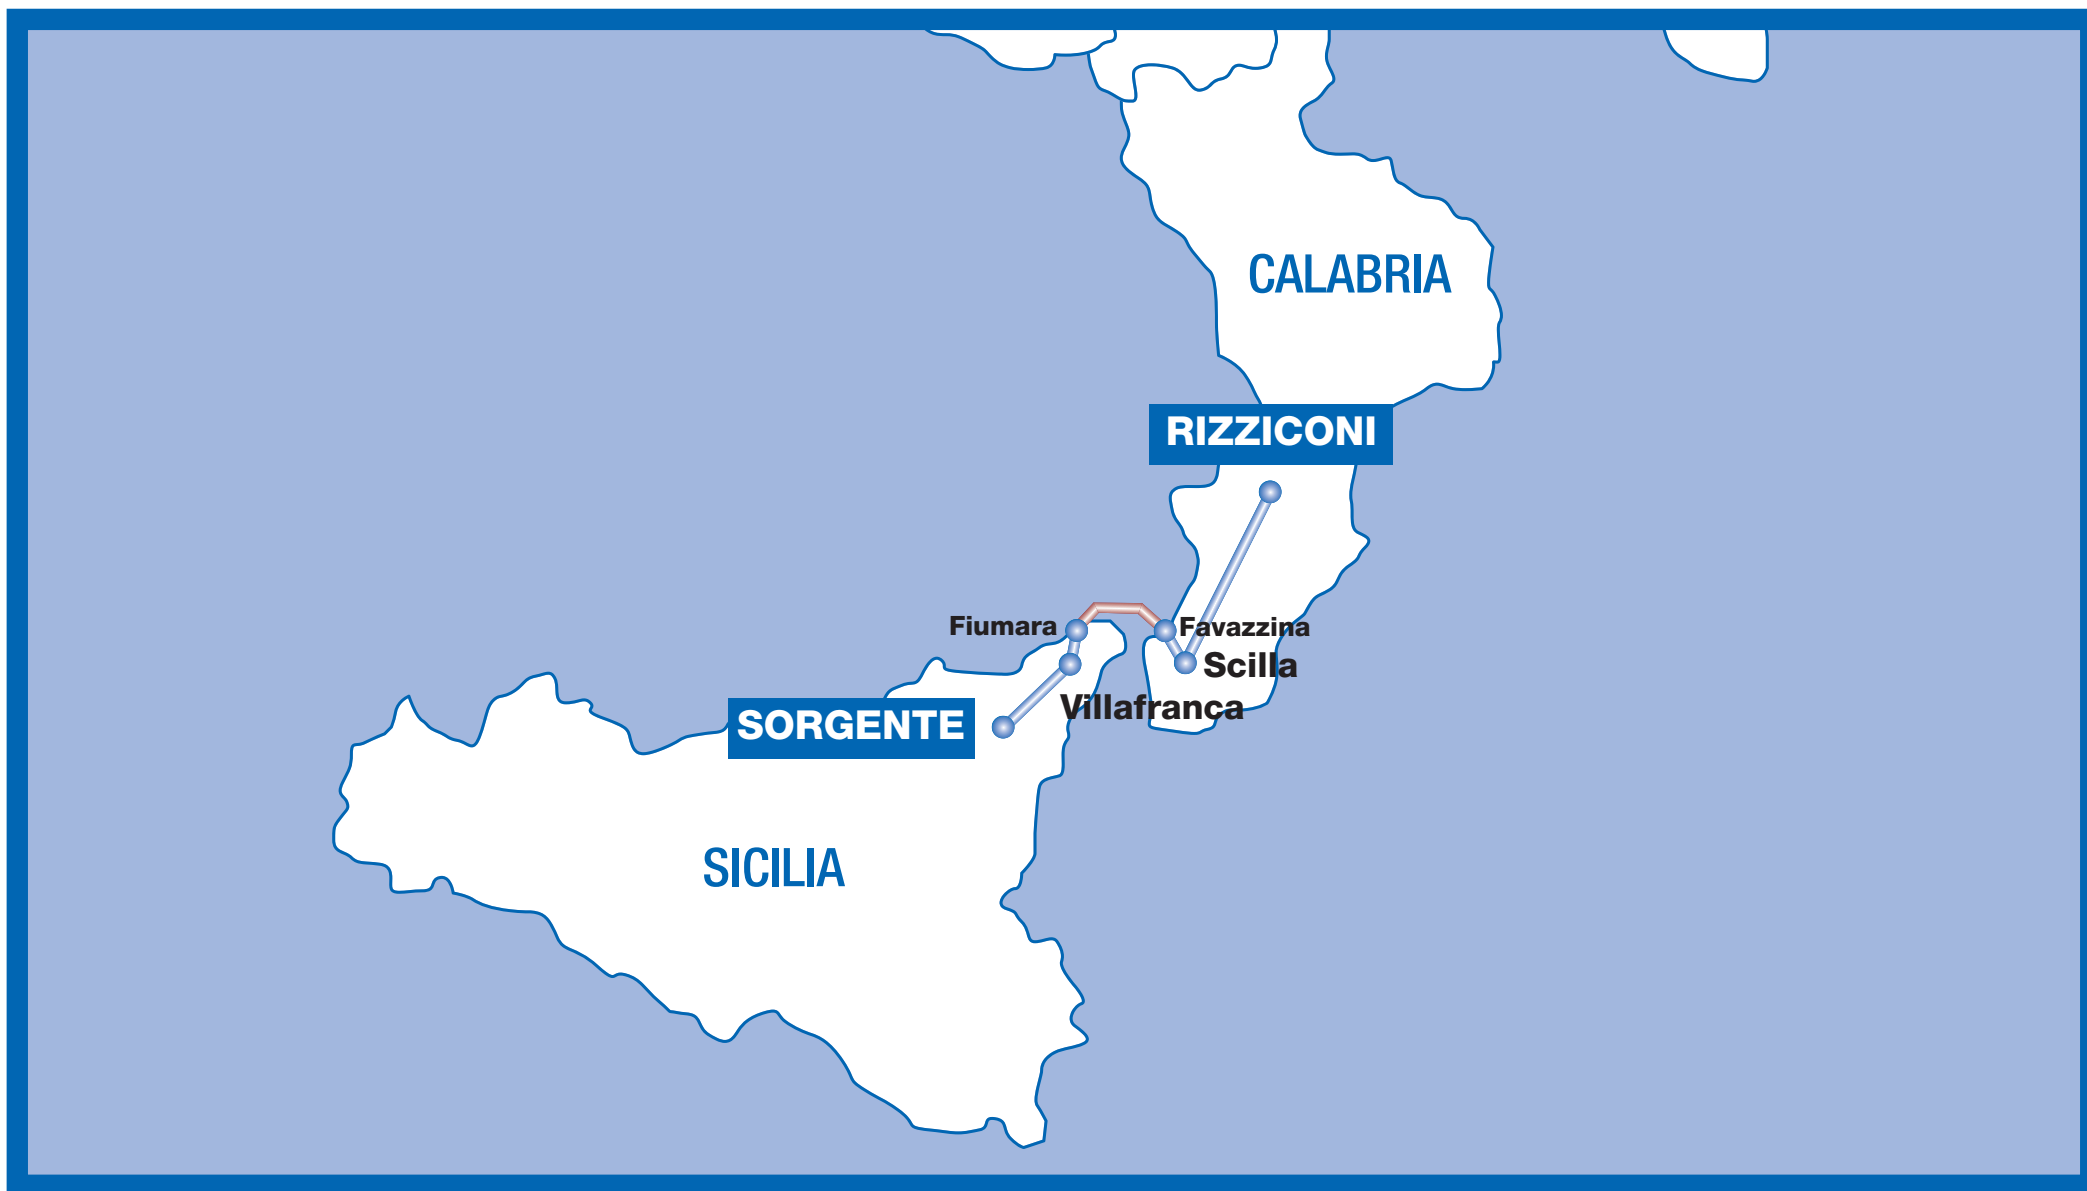 CALABRIA
RIZZICONI
Fiumara
Favazzina
Scilla
Villafranca
SORGENTE
SICILIA